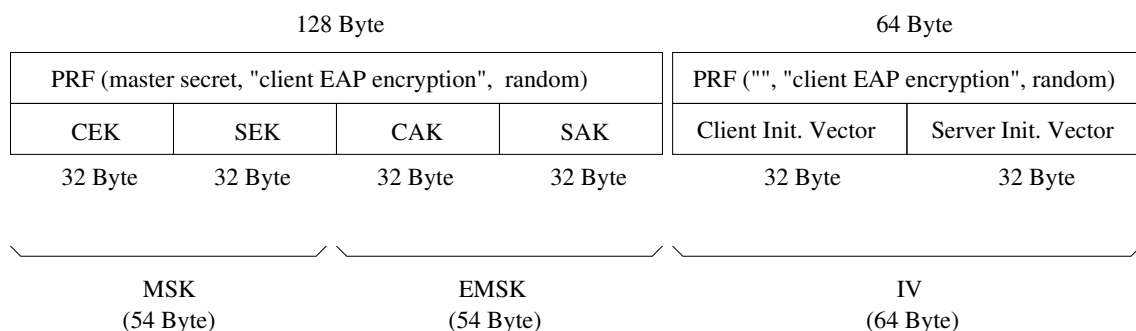 128 Byte 64 Byte
PRF (master secret, "client EAP encryption", random) PRF ("", "client EAP encryption", random)
CEK SEK CAK SAK Client Init. Vector Server Init. Vector
32 Byte 32 Byte 32 Byte 32 Byte 32 Byte 32 Byte
MSK EMSK IV
(54 Byte) (54 Byte) (64 Byte)